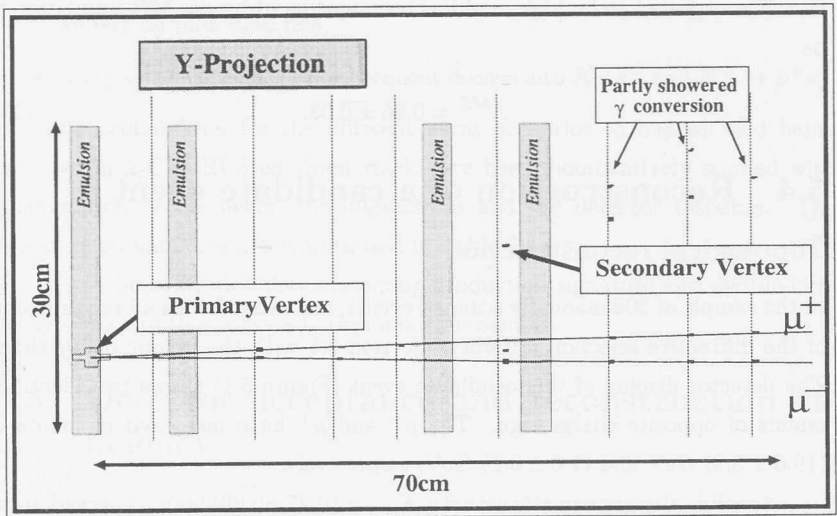 Y-Projection
Partly showered
γ conversion
Emulsion
Emulsion
Emulsion
Emulsion
30cm
Secondary Vertex
PrimaryVertex
μ+
μ-
70cm